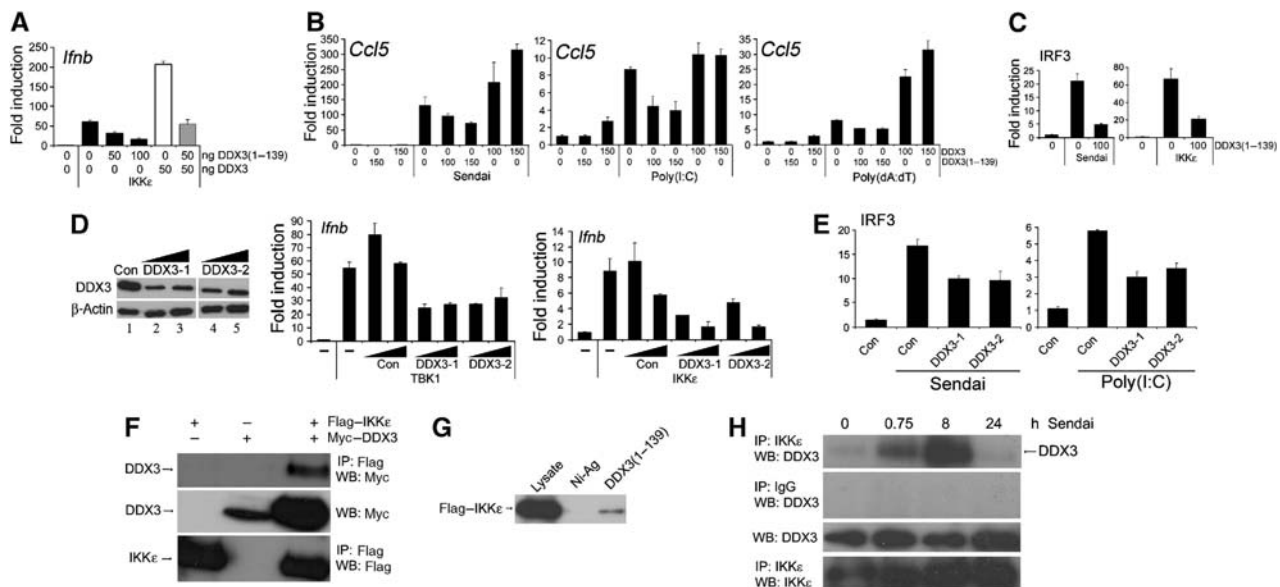 A
Ifnb
Fold induction
250
200
150
100
50
0
0 0 50 100 0 50 ng DDX3(1–139)
0 50 50 ng DDX3
IKKε
B
Ccl5
Fold induction
350
300
250
200
150
100
50
0
0 0 150 0 0 0 100 150
0 150 0 0 100 150 0 0
Sendai
Ccl5
12
10
8
6
4
2
0
0 0 150 0 0 0 100 150
0 150 0 0 100 150 0 0
Poly(I:C)
Ccl5
35
30
25
20
15
10
5
0
0 0 150 0 0 0 100 150 DDX3
0 150 0 0 100 150 0 0 DDX3(1–139)
Poly(dA:dT)
C
IRF3
Fold induction
25
20
15
10
5
0
0 0 100
Sendai
80
60
40
20
0
0 0 100 DDX3(1–139)
IKKε
D
Con DDX3-1 DDX3-2
DDX3
β-Actin
1 2 3 4 5
Ifnb
Fold induction
90
80
70
60
50
40
30
20
10
0
– – Con DDX3-1 DDX3-2
TBK1
Ifnb
Fold induction
14
12
10
8
6
4
2
0
– – Con DDX3-1 DDX3-2
IKKε
E
IRF3
Fold induction
20
15
10
5
0
Con Con DDX3-1 DDX3-2
Sendai
6
5
4
3
2
1
0
Con Con DDX3-1 DDX3-2
Poly(I:C)
F
+ – + Flag–IKKε
– + + Myc–DDX3
DDX3→ IP: Flag
WB: Myc
DDX3→ WB: Myc
IKKε→ IP: Flag
WB: Flag
G
Lysate Ni-Ag DDX3(1–139)
Flag–IKKε→
H
0 0.75 8 24 h Sendai
IP: IKKε
WB: DDX3
←DDX3
IP: IgG
WB: DDX3
WB: DDX3
IP: IKKε
WB: IKKε